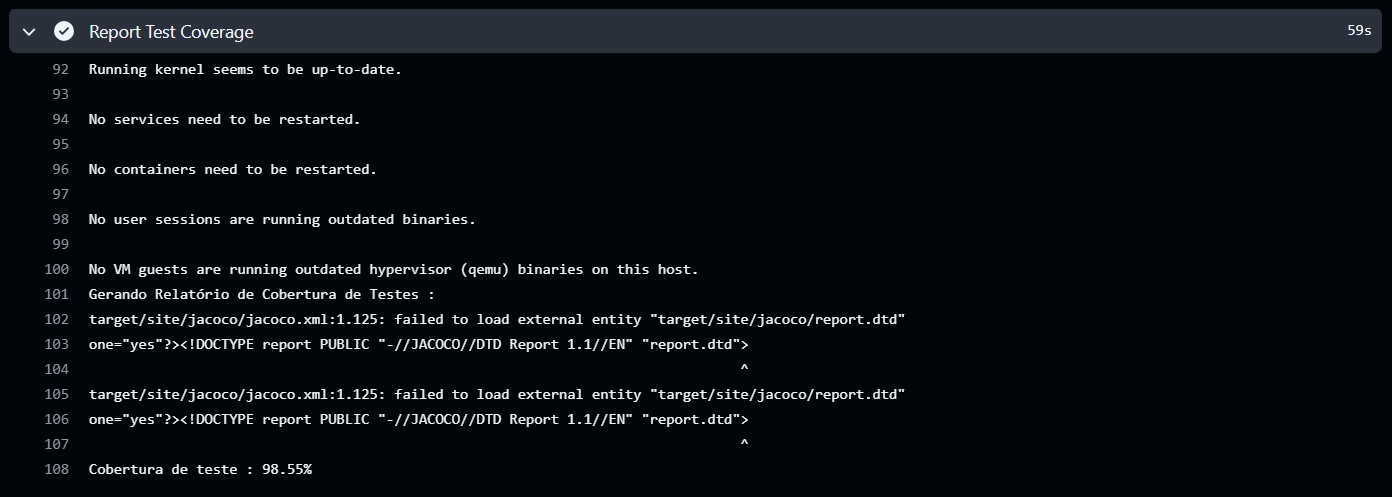 Report Test Coverage 59s
92 Running kernel seems to be up-to-date.
93
94 No services need to be restarted.
95
96 No containers need to be restarted.
97
98 No user sessions are running outdated binaries.
99
100 No VM guests are running outdated hypervisor (qemu) binaries on this host.
101 Gerando Relatório de Cobertura de Testes :
102 target/site/jacoco/jacoco.xml:1.125: failed to load external entity "target/site/jacoco/report.dtd"
103 one="yes"?><!DOCTYPE report PUBLIC "-//JACOCO//DTD Report 1.1//EN" "report.dtd">
104 ^
105 target/site/jacoco/jacoco.xml:1.125: failed to load external entity "target/site/jacoco/report.dtd"
106 one="yes"?><!DOCTYPE report PUBLIC "-//JACOCO//DTD Report 1.1//EN" "report.dtd">
107 ^
108 Cobertura de teste : 98.55%